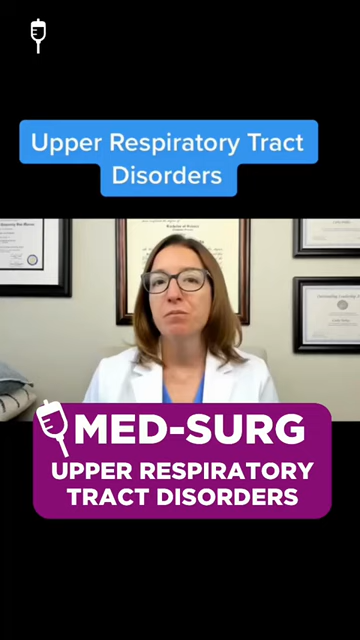 Upper Respiratory Tract
Disorders
MED-SURG
UPPER RESPIRATORY
TRACT DISORDERS